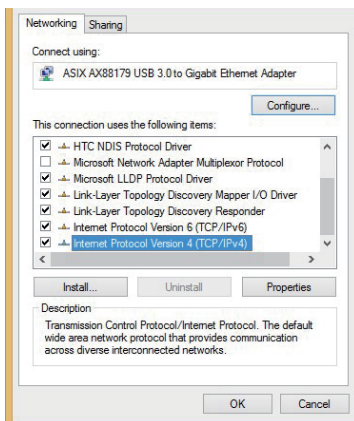 Networking Sharing
Connect using:
ASIX AX88179 USB 3.0 to Gigabit Ethernet Adapter
Configure...
This connection uses the following items:
HTC NDIS Protocol Driver
Microsoft Network Adapter Multiplexor Protocol
Microsoft LLDP Protocol Driver
Link-Layer Topology Discovery Mapper I/O Driver
Link-Layer Topology Discovery Responder
Internet Protocol Version 6 (TCP/IPv6)
Internet Protocol Version 4 (TCP/IPv4)
Install... Uninstall Properties
Description
Transmission Control Protocol/Internet Protocol. The default
wide area network protocol that provides communication
across diverse interconnected networks.
OK Cancel